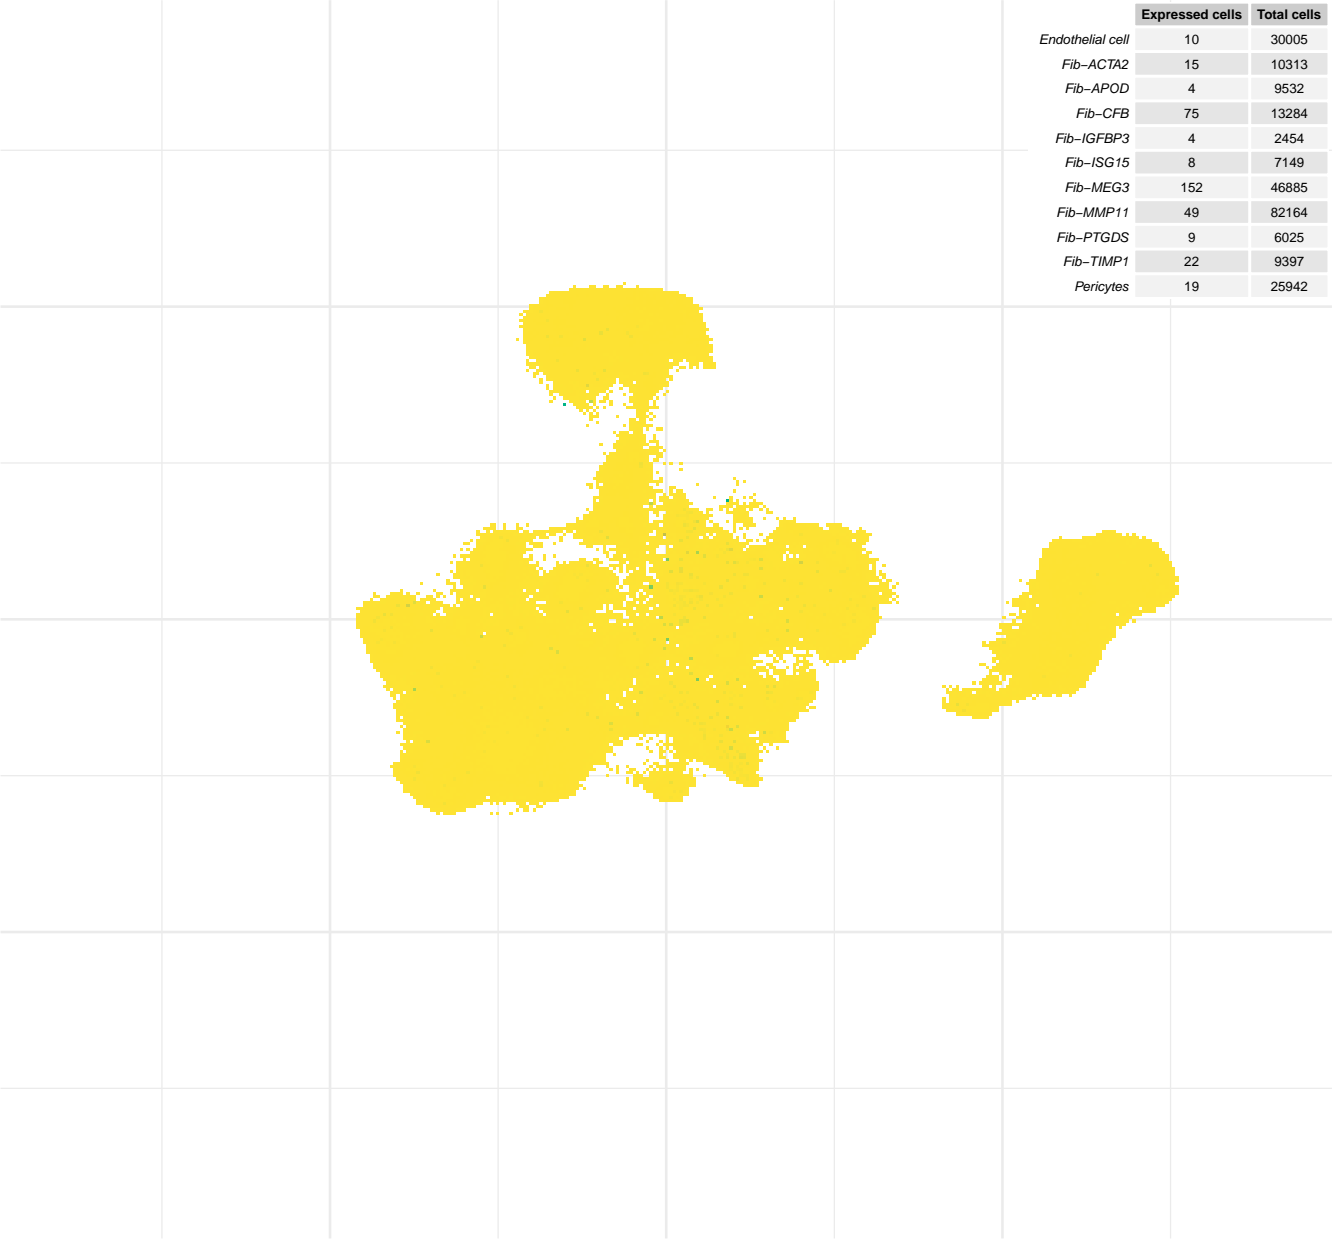 Expressed cells Total cells
Endothelial cell 10 30005
Fib−ACTA2 15 10313
Fib−APOD 4 9532
Fib−CFB 75 13284
Fib−IGFBP3 4 2454
Fib−ISG15 8 7149
Fib−MEG3 152 46885
Fib−MMP11 49 82164
Fib−PTGDS 9 6025
Fib−TIMP1 22 9397
Pericytes 19 25942